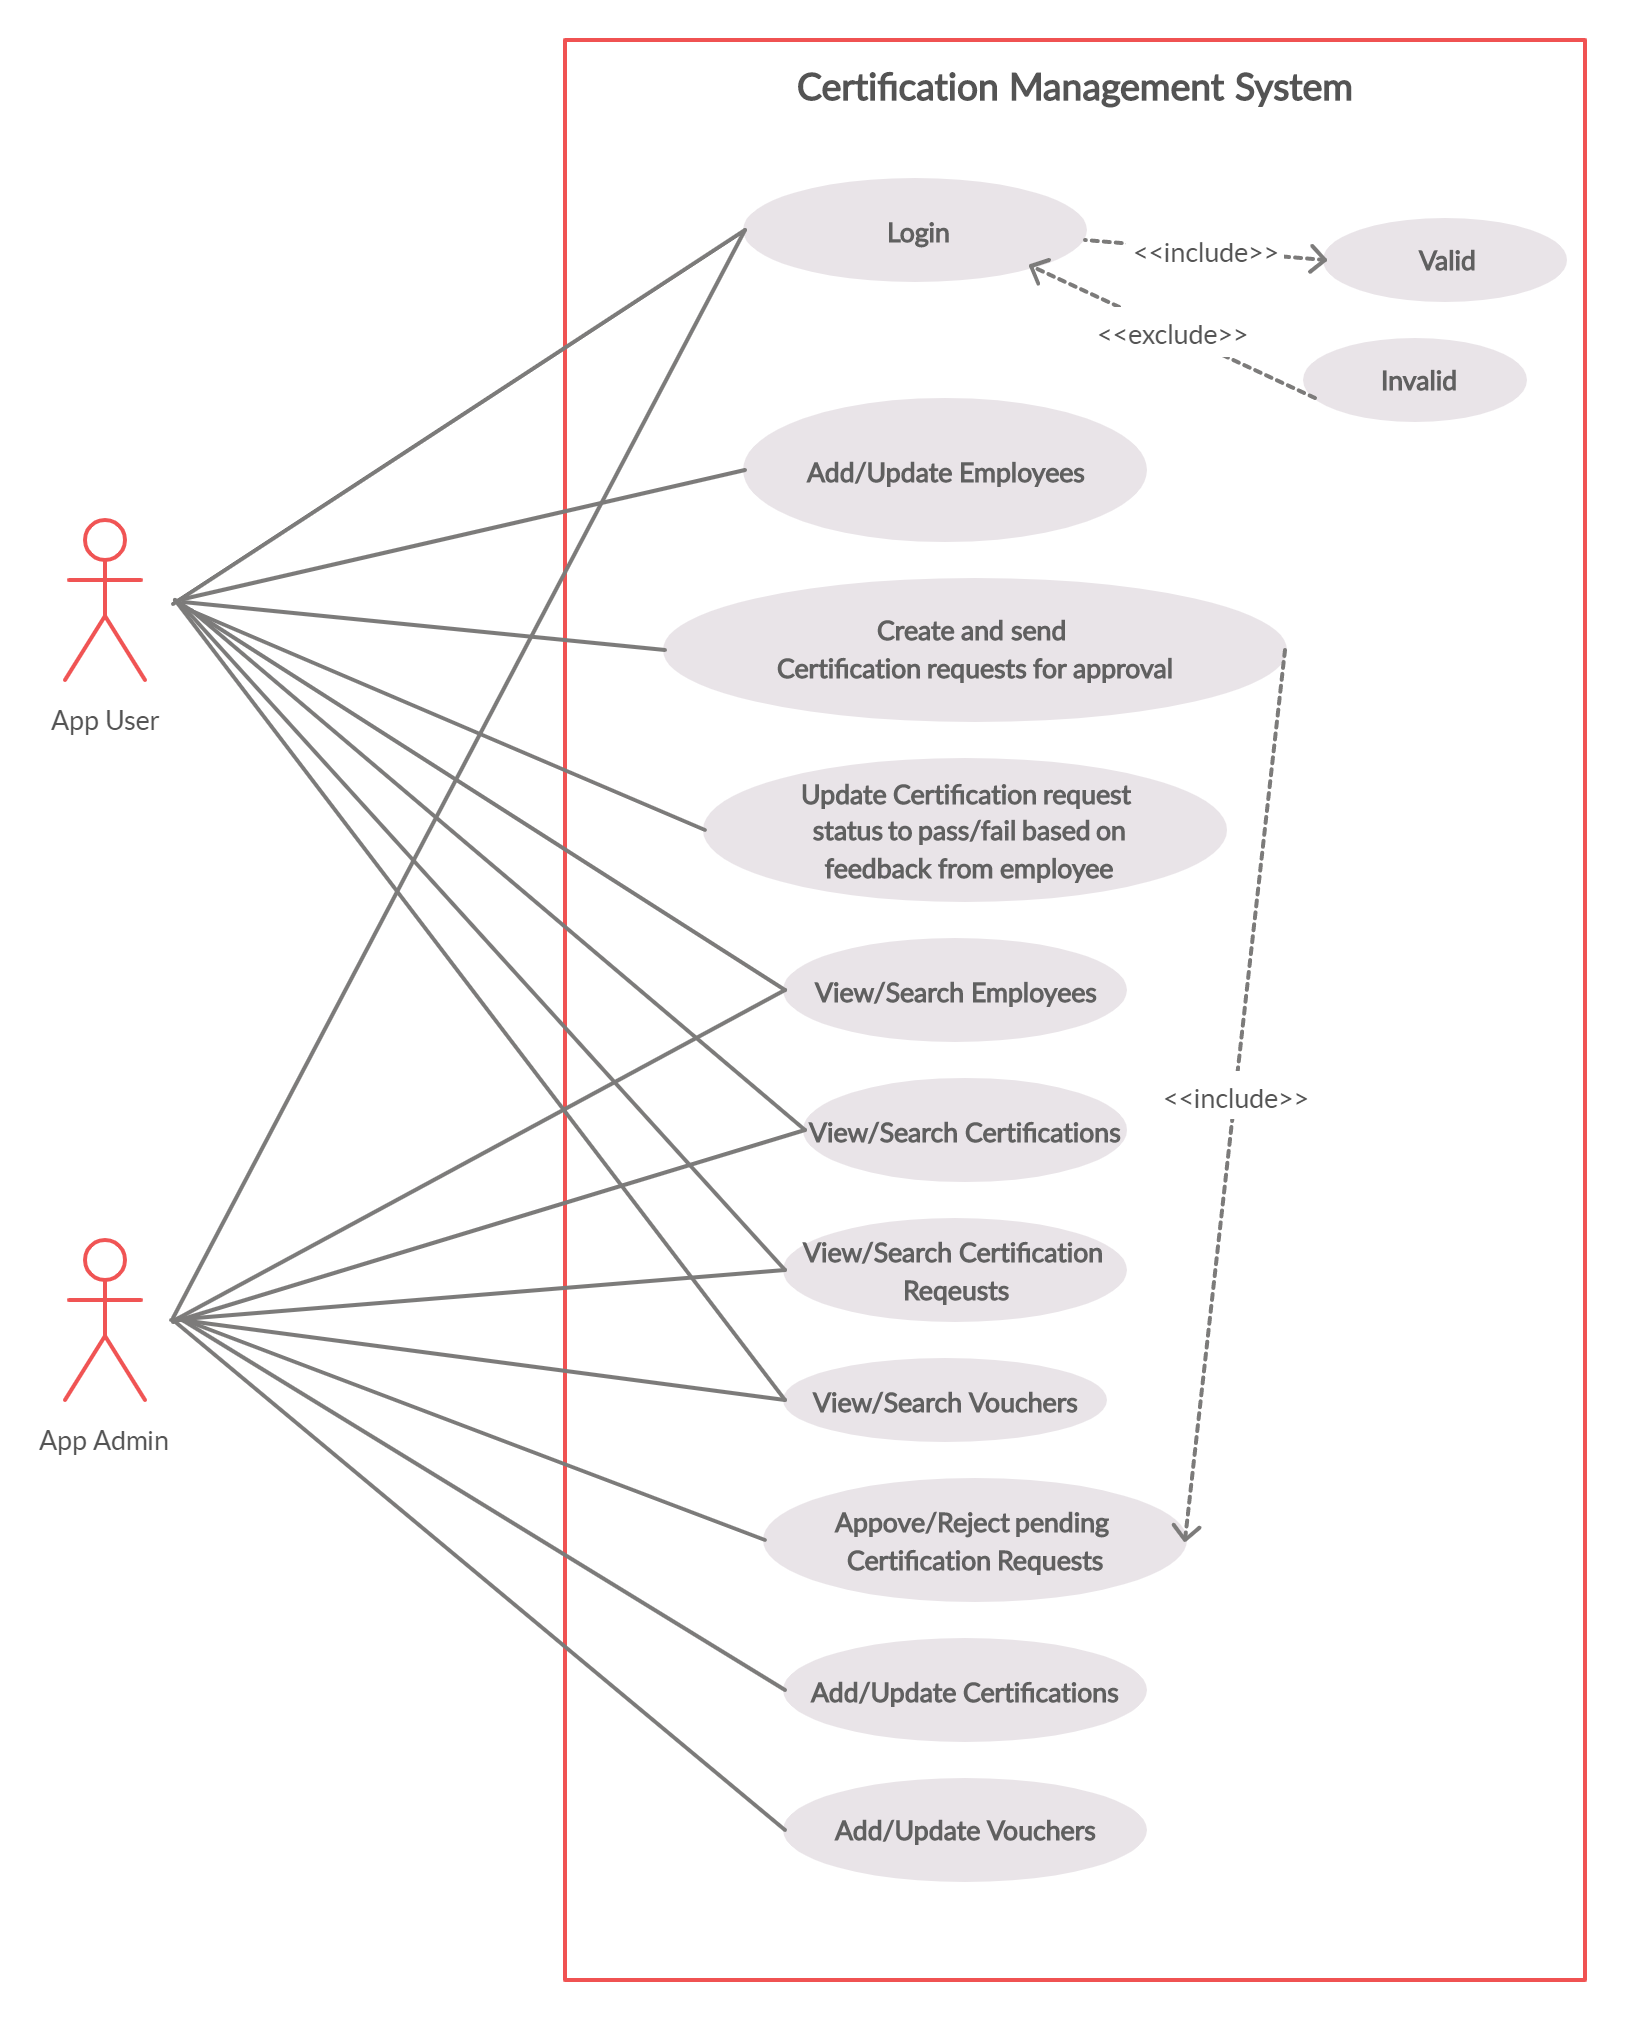 Certification Management System
Login
<<include>>
Valid
<<exclude>>
Invalid
Add/Update Employees
App User
Create and send
Certification requests for approval
Update Certification request
status to pass/fail based on
feedback from employee
View/Search Employees
<<include>>
View/Search Certifications
View/Search Certification
Reqeusts
View/Search Vouchers
App Admin
Appove/Reject pending
Certification Requests
Add/Update Certifications
Add/Update Vouchers